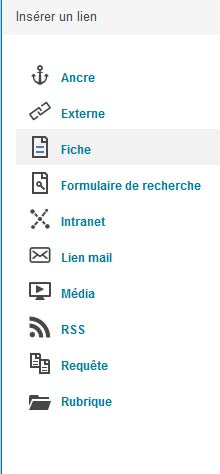 Insérer un lien
Ancre
Externe
Fiche
Formulaire de recherche
Intranet
Lien mail
Média
RSS
Requête
Rubrique